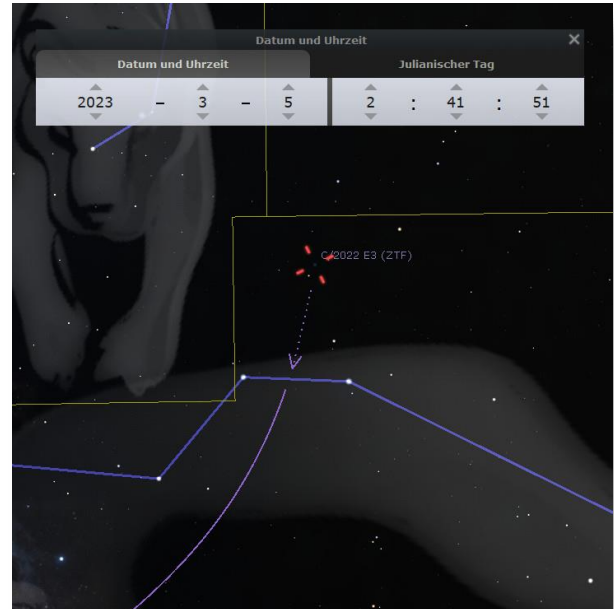 Datum und Uhrzeit ×
Datum und Uhrzeit Julianischer Tag
2023 – 3 – 5 2 : 41 : 51
C/2022 E3 (ZTF)